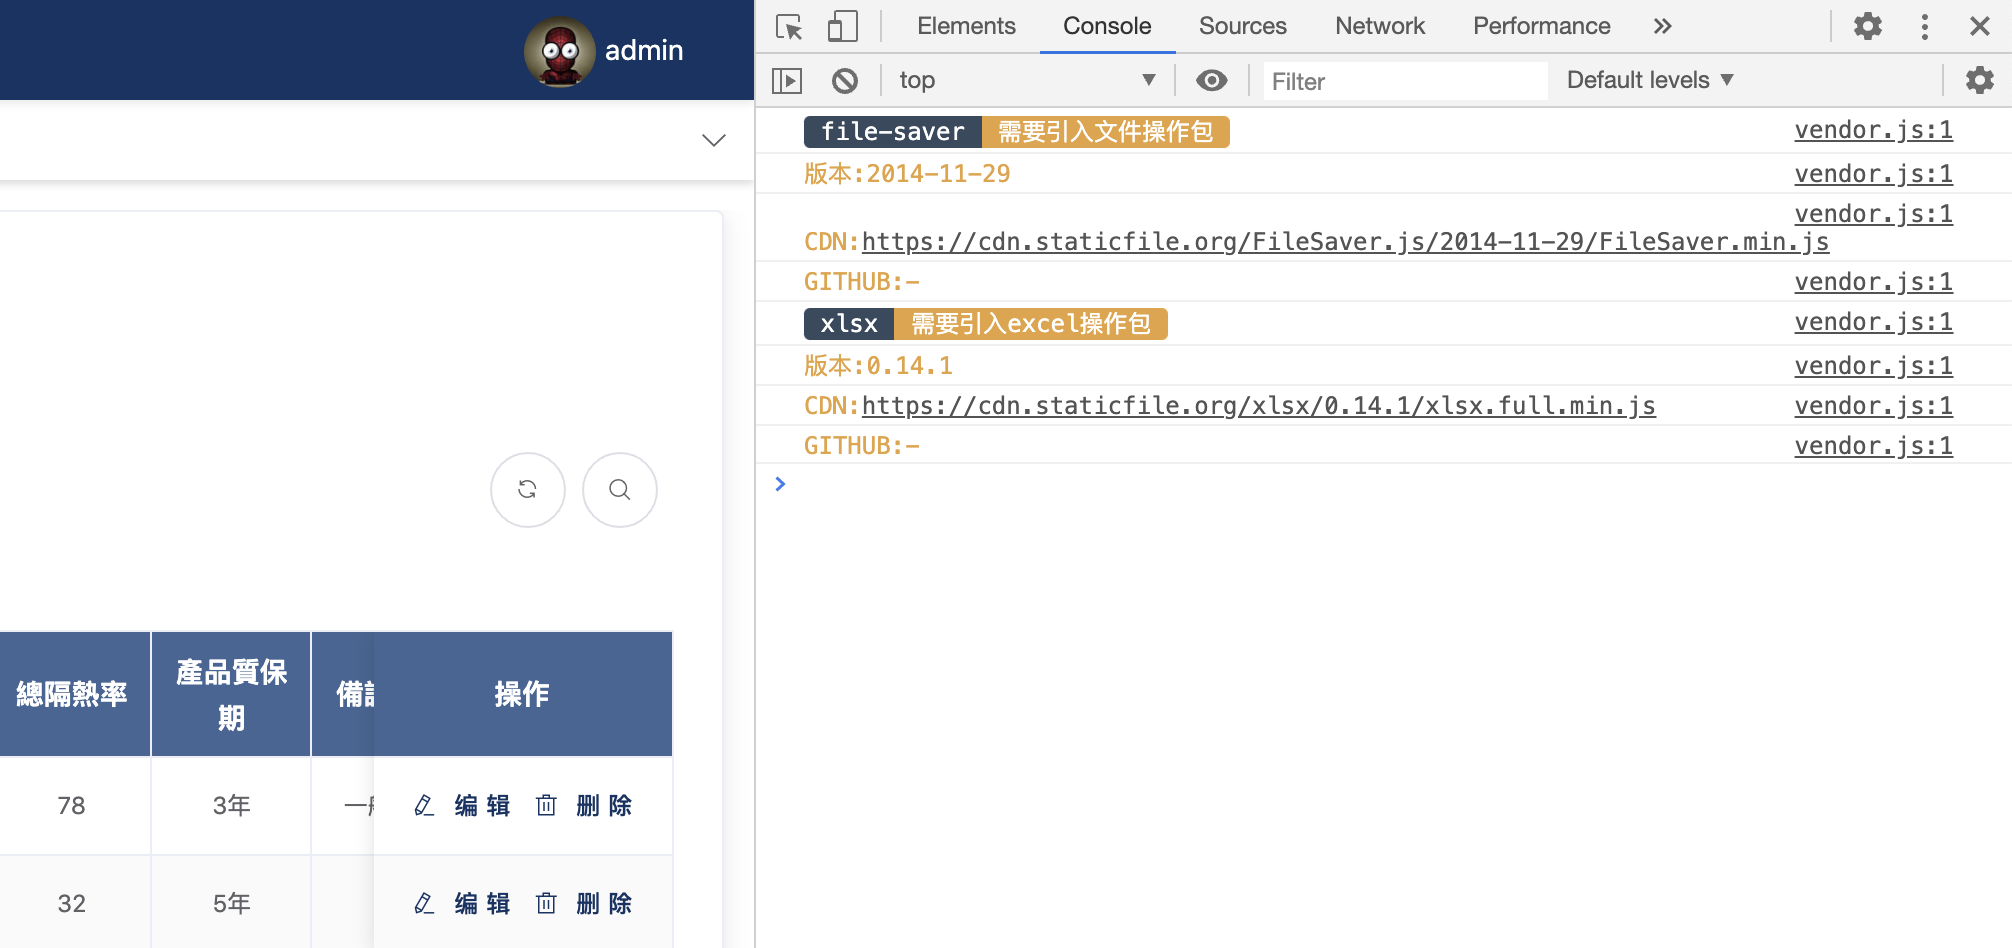 admin
總隔熱率
產品質保
期
操作
78
3年
编 辑
删 除
32
5年
编 辑
删 除
Elements
Console
Sources
Network
Performance
top
Filter
Default levels
file-saver 需要引入文件操作包 vendor.js:1
版本:2014-11-29 vendor.js:1
vendor.js:1
CDN:https://cdn.staticfile.org/FileSaver.js/2014-11-29/FileSaver.min.js
GITHUB:- vendor.js:1
xlsx 需要引入excel操作包 vendor.js:1
版本:0.14.1 vendor.js:1
CDN:https://cdn.staticfile.org/xlsx/0.14.1/xlsx.full.min.js vendor.js:1
GITHUB:- vendor.js:1